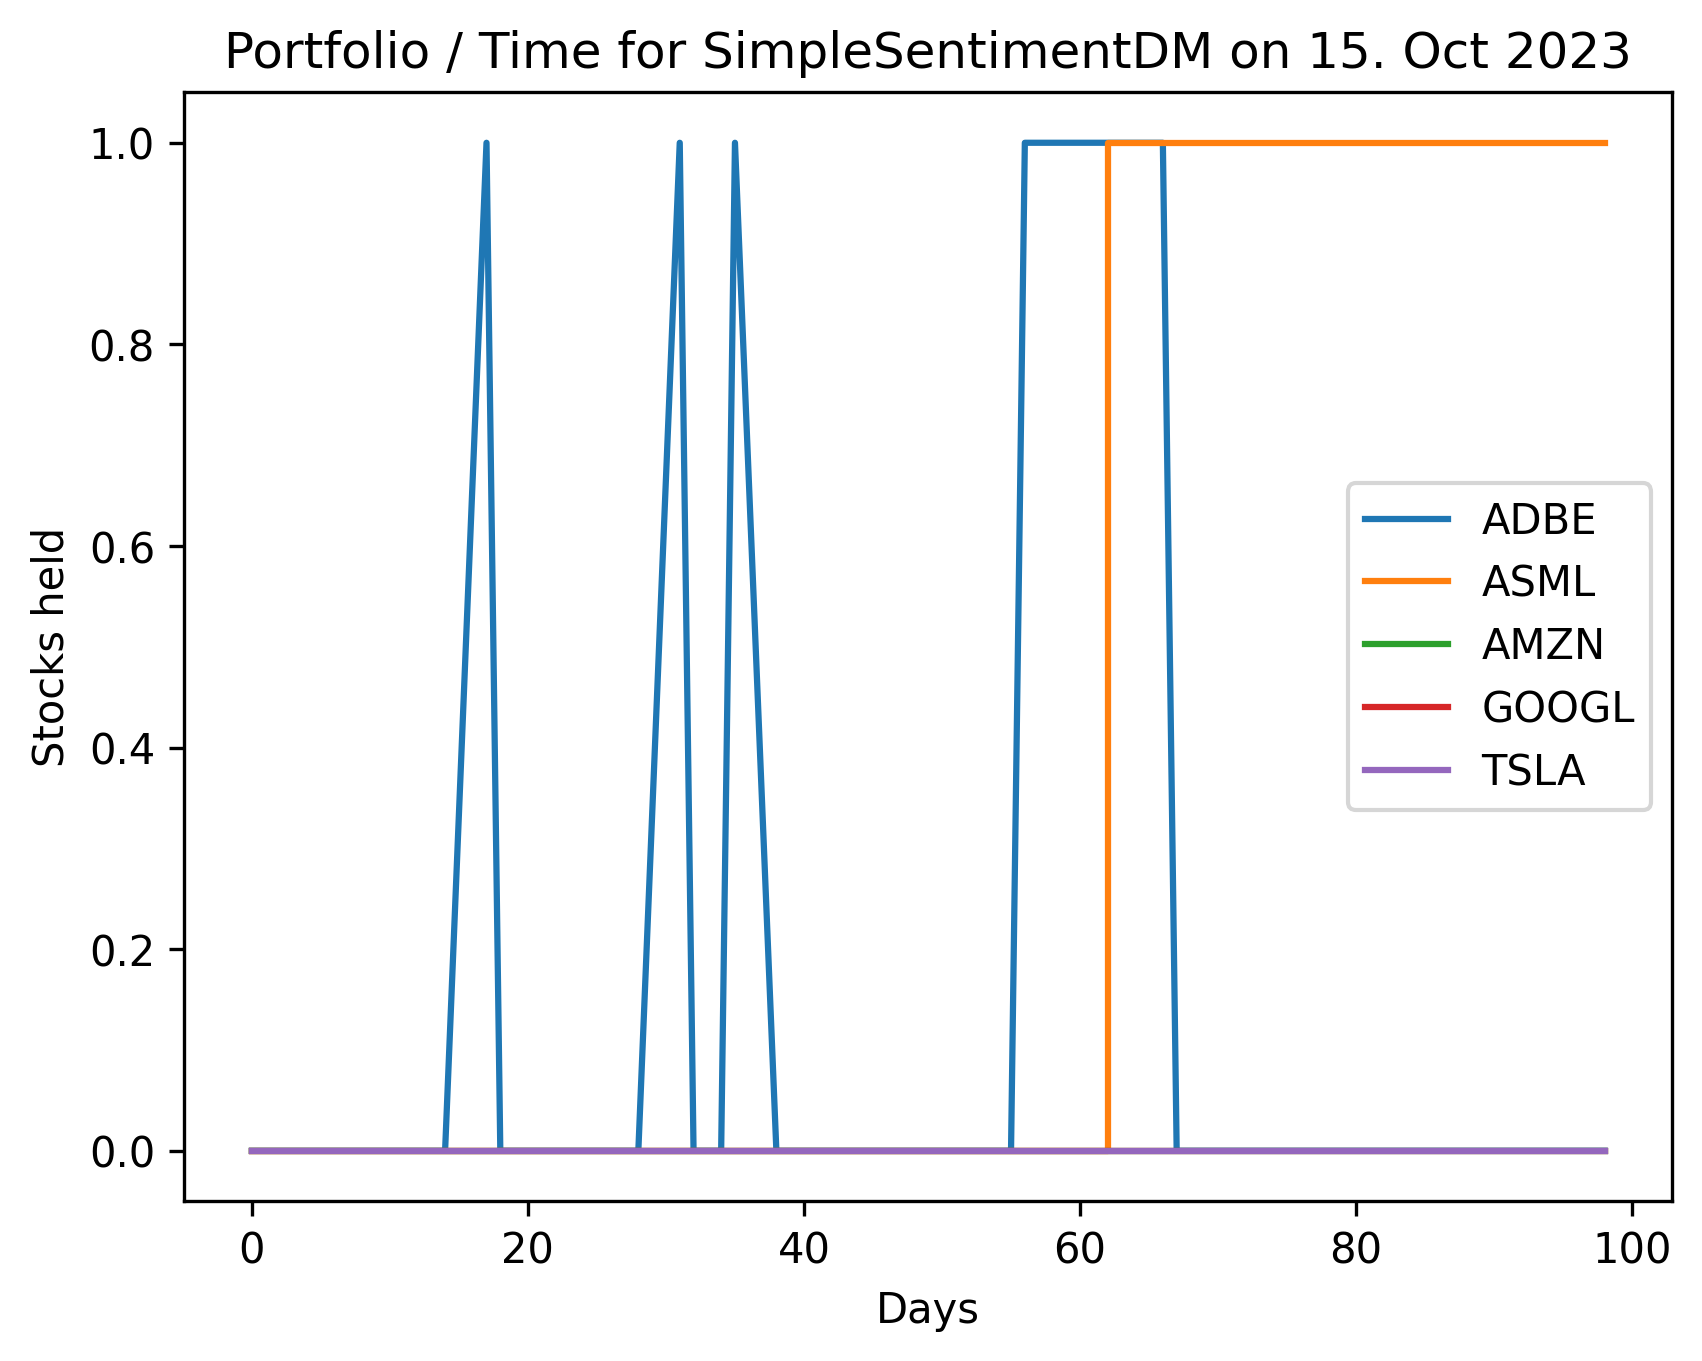 Portfolio / Time for SimpleSentimentDM on 15. Oct 2023
1.0
0.8
0.6
0.4
0.2
0.0
Stocks held
ADBE
ASML
AMZN
GOOGL
TSLA
0 20 40 60 80 100
Days